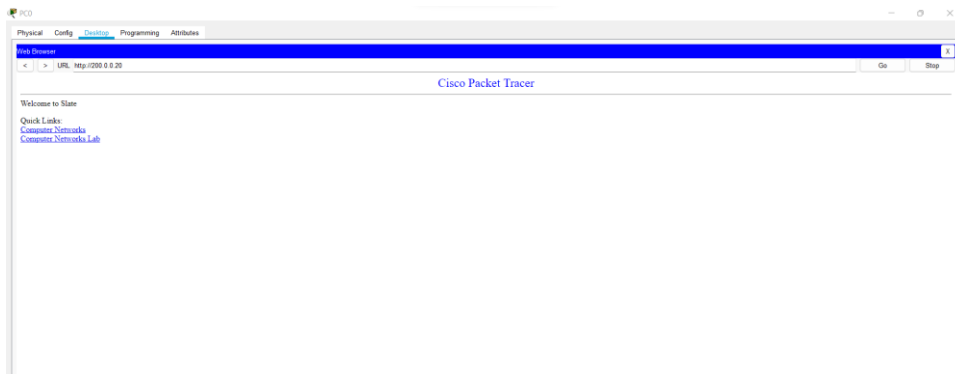 PC0
Physical Config Desktop Programming Attributes
Web Browser X
< > URL http://200.0.0.20 Go Stop
Cisco Packet Tracer
Welcome to Slate
Quick Links:
Computer Networks
Computer Networks Lab